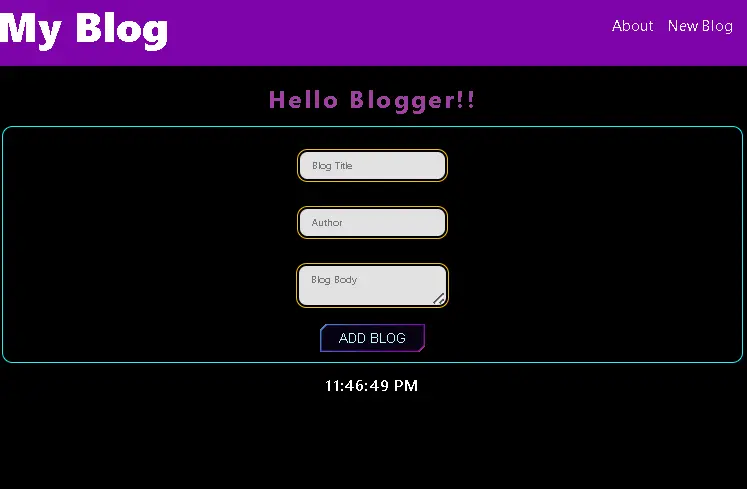 My Blog
About New Blog
Hello Blogger!!
Blog Title
Author
Blog Body
ADD BLOG
11:46:49 PM